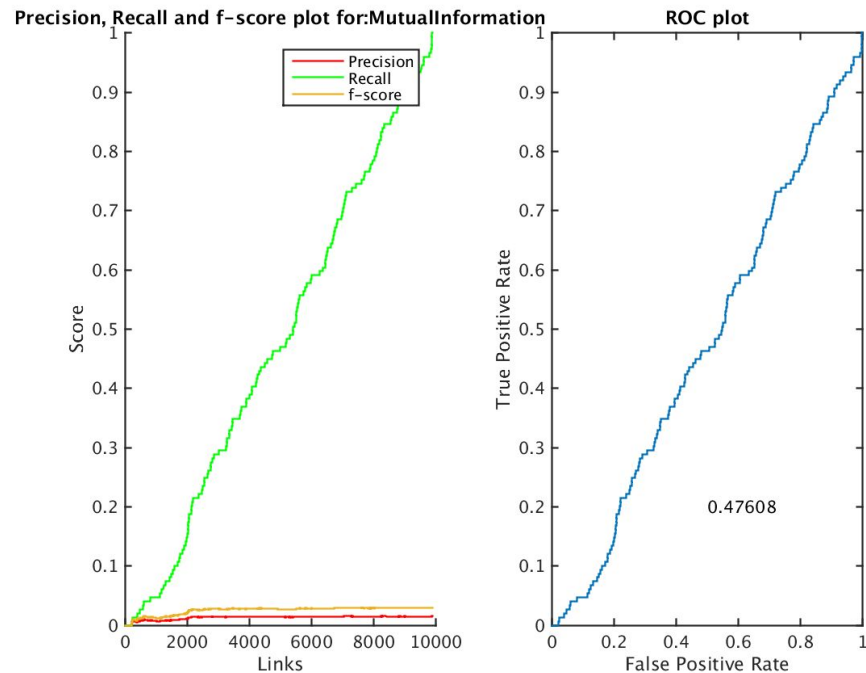 Precision, Recall and f-score plot for:MutualInformation
1
0.9
0.8
0.7
0.6
0.5
0.4
0.3
0.2
0.1
0
Score
0 2000 4000 6000 8000 10000
Links
Precision
Recall
f-score
ROC plot
1
0.9
0.8
0.7
0.6
0.5
0.4
0.3
0.2
0.1
0
True Positive Rate
0.47608
0 0.2 0.4 0.6 0.8 1
False Positive Rate